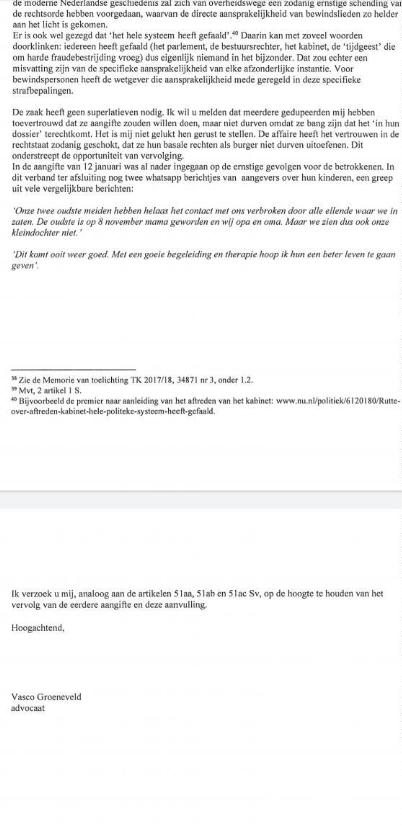 de moderne Nederlandse geschiedenis zal zich van overheidswege een zodanig ernstige schending van
de rechtsorde hebben voorgedaan, waarvan de directe aansprakelijkheid van bewindslieden zo helder
aan het licht is gekomen.
Er is ook wel gezegd dat ‘het hele systeem heeft gefaald’.⁴⁰ Daarin kan met zoveel woorden
doorklinken: iedereen heeft gefaald (het parlement, de bestuursrechter, het kabinet, de ‘tijdgeest’ die
om harde fraudebestrijding vroeg) dus eigenlijk niemand in het bijzonder. Dat zou echter een
misvatting zijn van de specifieke aansprakelijkheid van elke afzonderlijke instantie. Voor
bewindspersonen heeft de wetgever die aansprakelijkheid mede geregeld in deze specifieke
strafbepalingen.
De zaak heeft geen superlatieven nodig. Ik wil u melden dat meerdere gedupeerden mij hebben
toevertrouwd dat ze aangifte zouden willen doen, maar niet durven omdat ze bang zijn dat het ‘in hun
dossier’ terechtkomt. Het is mij niet gelukt hen gerust te stellen. De affaire heeft het vertrouwen in de
rechtstaat zodanig geschokt, dat ze hun basale rechten als burger niet durven uitoefenen. Dit
onderstreept de opportuniteit van vervolging.
In de aangifte van 12 januari was al nader ingegaan op de ernstige gevolgen voor de betrokkenen. In
dit verband ter afsluiting nog twee whatsapp berichtjes van aangevers over hun kinderen, een greep
uit vele vergelijkbare berichten:
‘Onze twee oudste meiden hebben helaas het contact met ons verbroken door alle ellende waar we in
zaten. De oudste is op 8 november mama geworden en wij opa en oma. Maar we zien dus ook onze
kleindochter niet.’
‘Dit komt ooit weer goed. Met een goeie begeleiding en therapie hoop ik hun een beter leven te gaan
geven’.
³⁸ Zie de Memorie van toelichting TK 2017/18, 34871 nr 3, onder 1.2.
³⁹ Mvt, 2 artikel 1 S.
⁴⁰ Bijvoorbeeld de premier naar aanleiding van het aftreden van het kabinet: www.nu.nl/politiek/6120180/Rutte-
over-aftreden-kabinet-hele-politeke-systeem-heeft-gefaald.
Ik verzoek u mij, analoog aan de artikelen 51aa, 51ab en 51ac Sv, op de hoogte te houden van het
vervolg van de eerdere aangifte en deze aanvulling.
Hoogachtend,
Vasco Groeneveld
advocaat